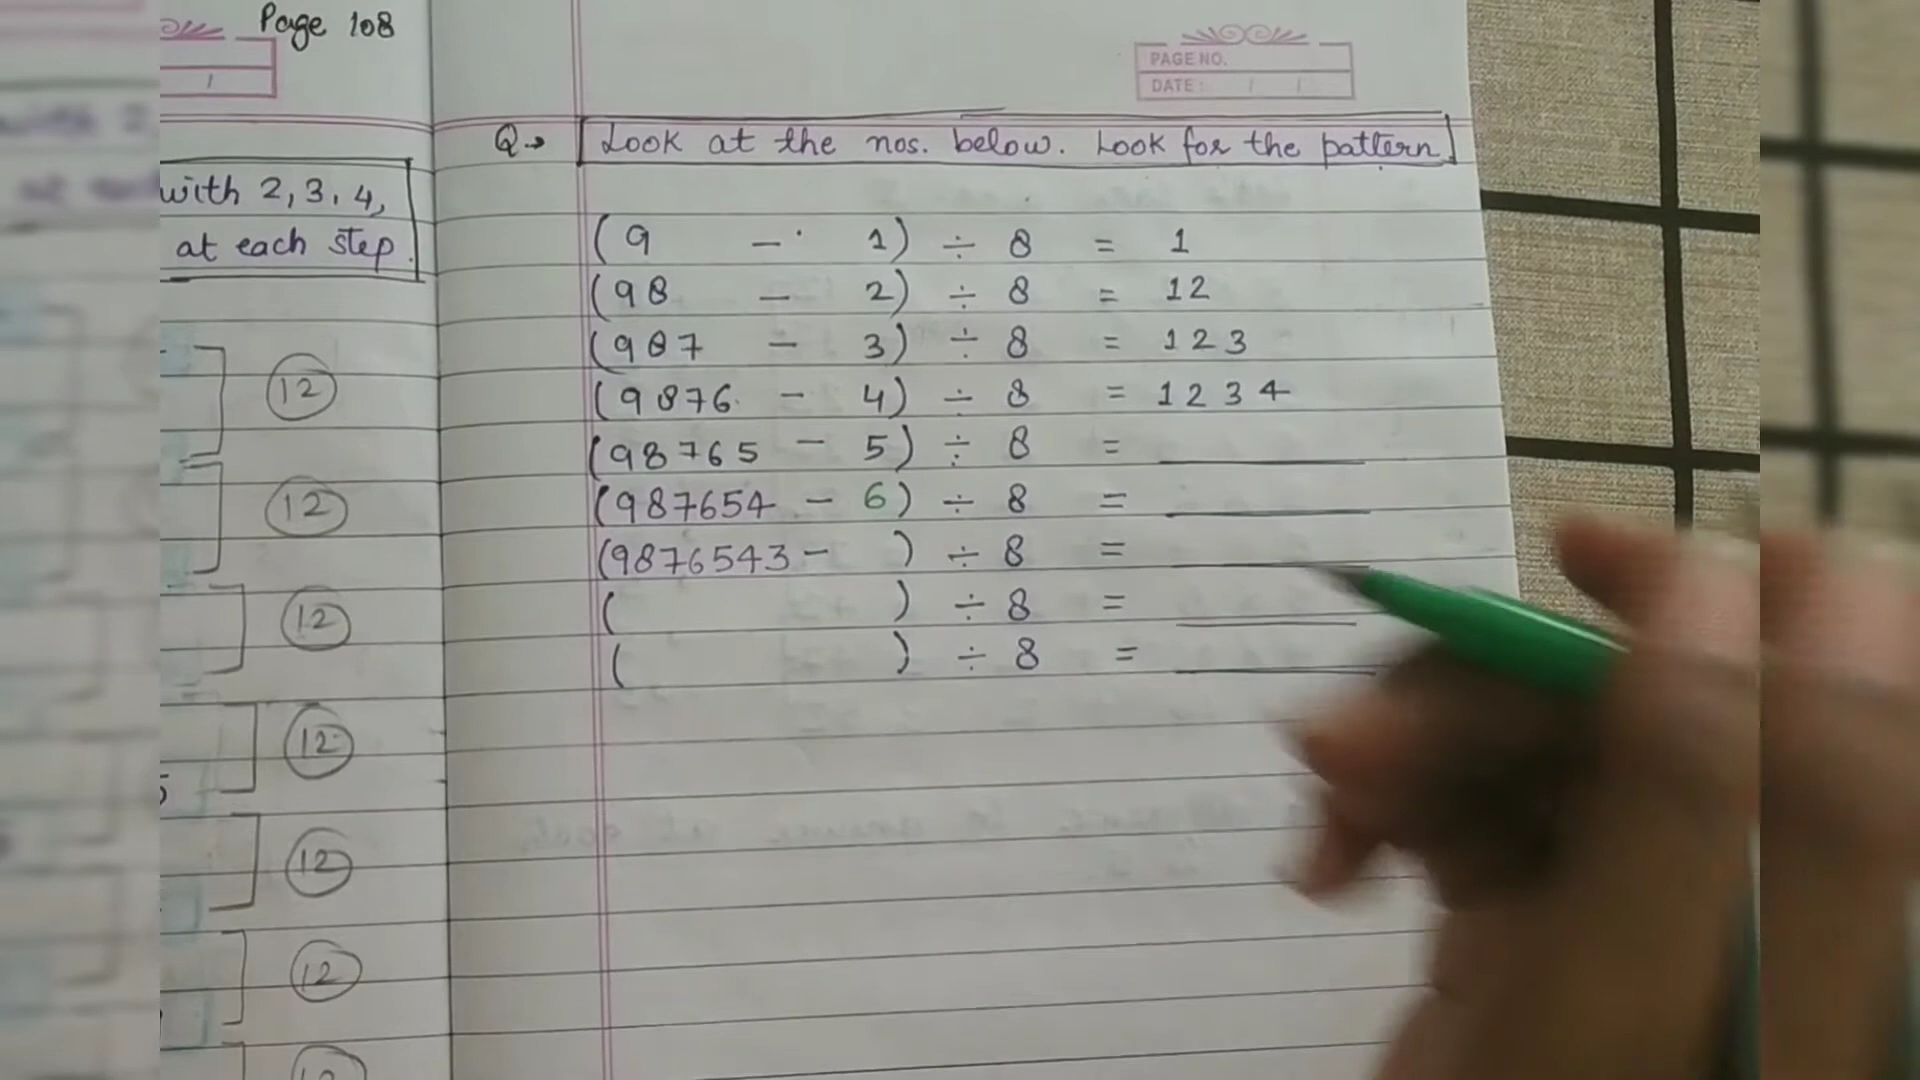 Page 108
with 2, 3, 4,
at each step.
12
12
12
12
12
12
PAGE NO.
DATE: / /
Q→ Look at the nos. below. Look for the pattern.
(9 - 1) ÷ 8 = 1
(98 - 2) ÷ 8 = 12
(987 - 3) ÷ 8 = 123
(9876 - 4) ÷ 8 = 1234
(98765 - 5) ÷ 8 =
(987654 - 6) ÷ 8 =
(9876543 - ) ÷ 8 =
( ) ÷ 8 =
( ) ÷ 8 =